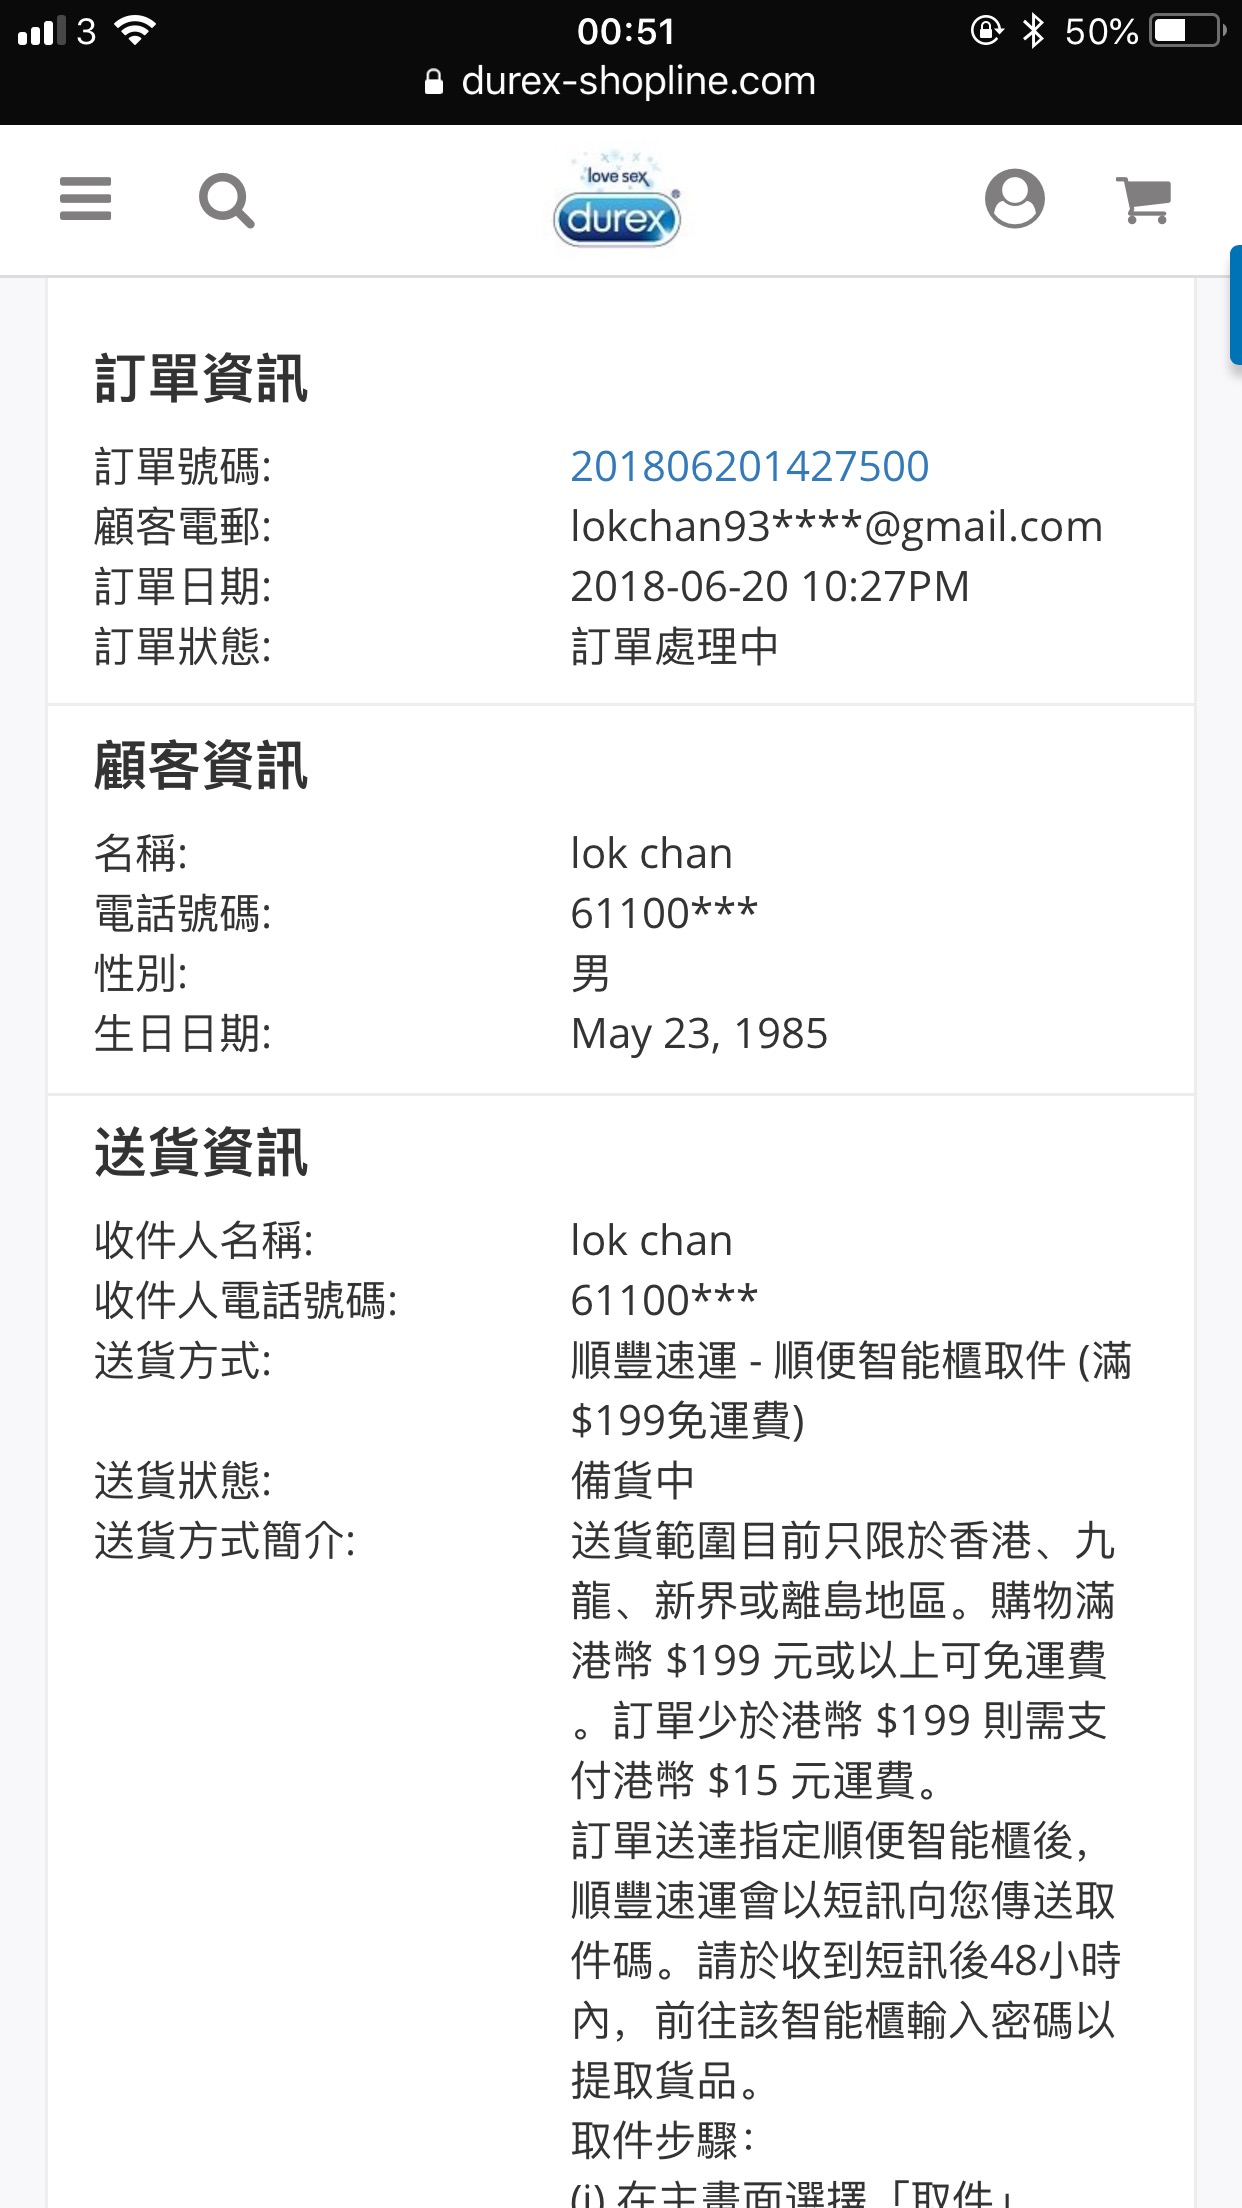 3 00:51 50%
durex-shopline.com
love sex
durex®
訂單資訊
訂單號碼: 201806201427500
顧客電郵: lokchan93****@gmail.com
訂單日期: 2018-06-20 10:27PM
訂單狀態: 訂單處理中
顧客資訊
名稱: lok chan
電話號碼: 61100***
性別: 男
生日日期: May 23, 1985
送貨資訊
收件人名稱: lok chan
收件人電話號碼: 61100***
送貨方式: 順豐速運 - 順便智能櫃取件 (滿
$199免運費)
送貨狀態: 備貨中
送貨方式簡介: 送貨範圍目前只限於香港、九
龍、新界或離島地區。購物滿
港幣 $199 元或以上可免運費
。訂單少於港幣 $199 則需支
付港幣 $15 元運費。
訂單送達指定順便智能櫃後，
順豐速運會以短訊向您傳送取
件碼。請於收到短訊後48小時
內，前往該智能櫃輸入密碼以
提取貨品。
取件步驟：
(i) 在主畫面選擇「取件」